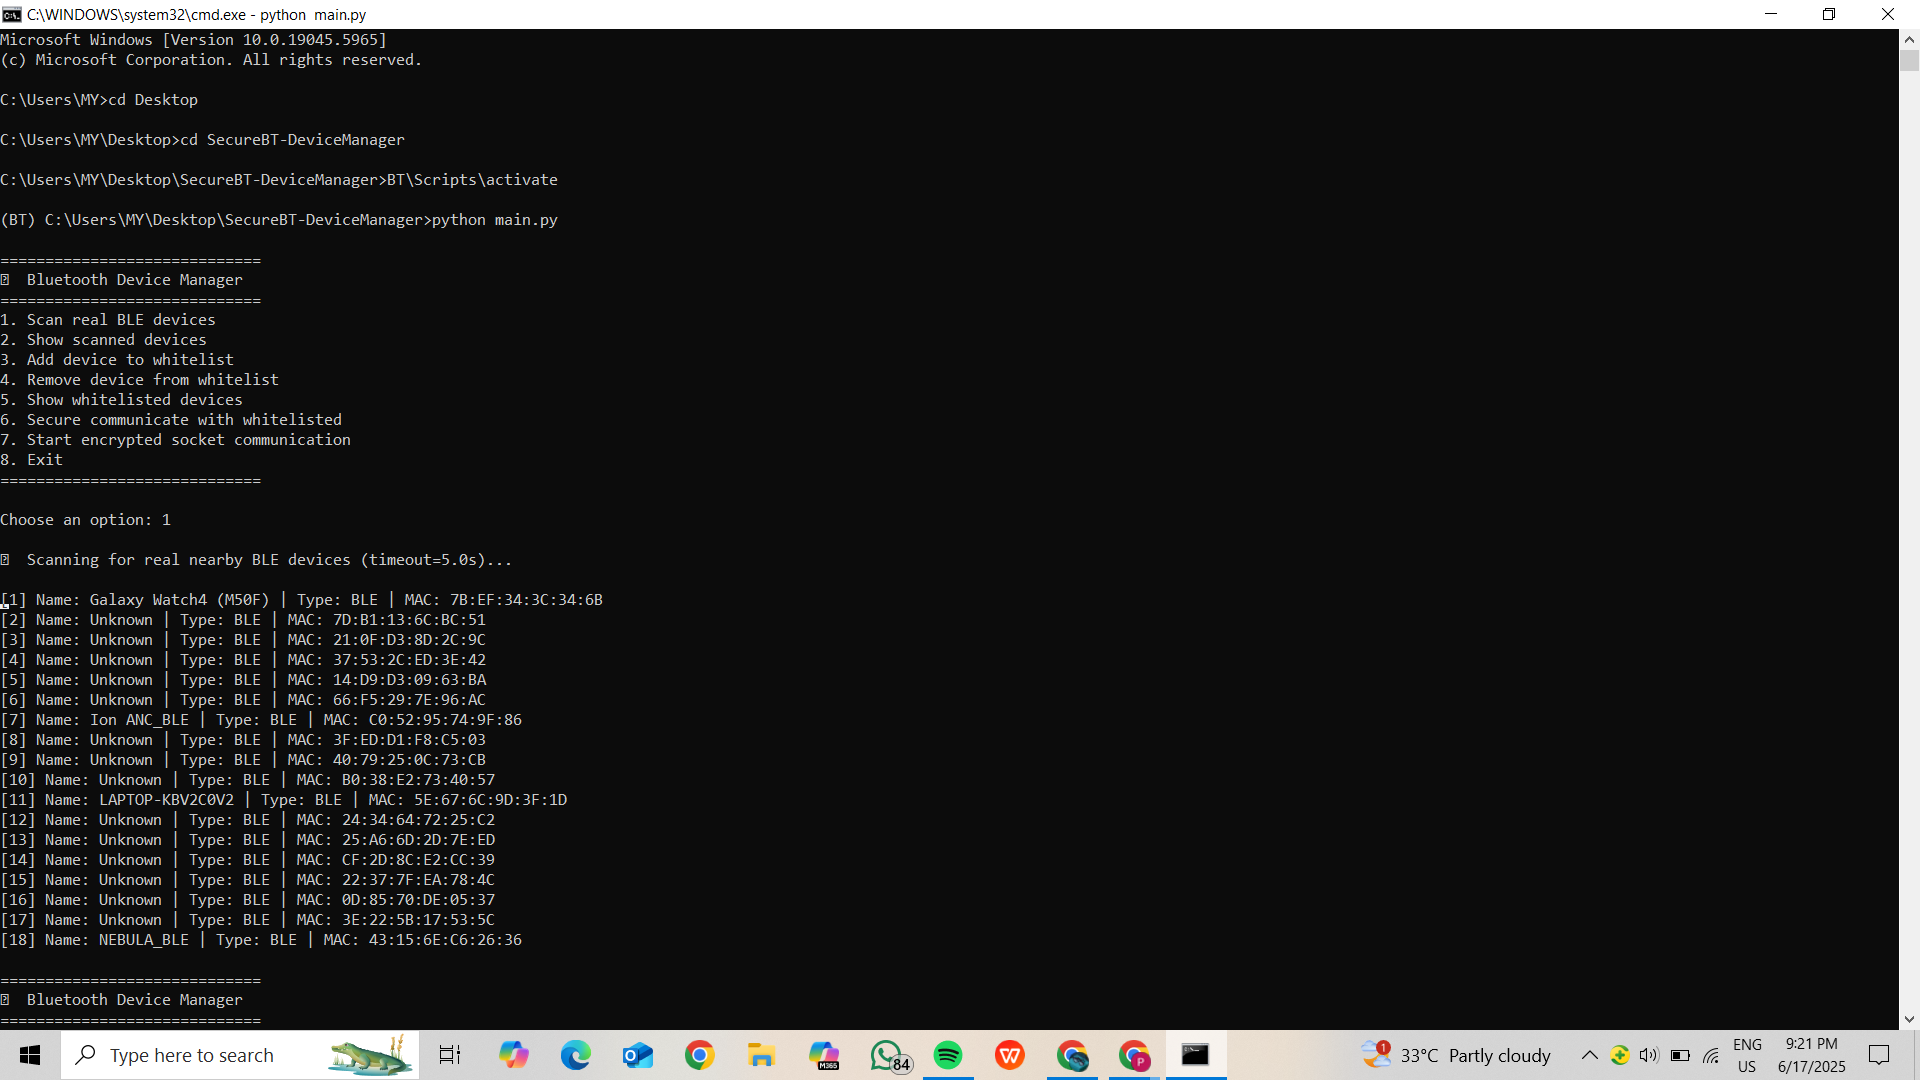 C:\WINDOWS\system32\cmd.exe - python  main.py
Microsoft Windows [Version 10.0.19045.5965]
(c) Microsoft Corporation. All rights reserved.
C:\Users\MY>cd Desktop
C:\Users\MY\Desktop>cd SecureBT-DeviceManager
C:\Users\MY\Desktop\SecureBT-DeviceManager>BT\Scripts\activate
(BT) C:\Users\MY\Desktop\SecureBT-DeviceManager>python main.py
=============================
Bluetooth Device Manager
=============================
1. Scan real BLE devices
2. Show scanned devices
3. Add device to whitelist
4. Remove device from whitelist
5. Show whitelisted devices
6. Secure communicate with whitelisted
7. Start encrypted socket communication
8. Exit
=============================
Choose an option: 1
Scanning for real nearby BLE devices (timeout=5.0s)...
[1] Name: Galaxy Watch4 (M50F) | Type: BLE | MAC: 7B:EF:34:3C:34:6B
[2] Name: Unknown | Type: BLE | MAC: 7D:B1:13:6C:BC:51
[3] Name: Unknown | Type: BLE | MAC: 21:0F:D3:8D:2C:9C
[4] Name: Unknown | Type: BLE | MAC: 37:53:2C:ED:3E:42
[5] Name: Unknown | Type: BLE | MAC: 14:D9:D3:09:63:BA
[6] Name: Unknown | Type: BLE | MAC: 66:F5:29:7E:96:AC
[7] Name: Ion ANC_BLE | Type: BLE | MAC: C0:52:95:74:9F:86
[8] Name: Unknown | Type: BLE | MAC: 3F:ED:D1:F8:C5:03
[9] Name: Unknown | Type: BLE | MAC: 40:79:25:0C:73:CB
[10] Name: Unknown | Type: BLE | MAC: B0:38:E2:73:40:57
[11] Name: LAPTOP-KBV2C0V2 | Type: BLE | MAC: 5E:67:6C:9D:3F:1D
[12] Name: Unknown | Type: BLE | MAC: 24:34:64:72:25:C2
[13] Name: Unknown | Type: BLE | MAC: 25:A6:6D:2D:7E:ED
[14] Name: Unknown | Type: BLE | MAC: CF:2D:8C:E2:CC:39
[15] Name: Unknown | Type: BLE | MAC: 22:37:7F:EA:78:4C
[16] Name: Unknown | Type: BLE | MAC: 0D:85:70:DE:05:37
[17] Name: Unknown | Type: BLE | MAC: 3E:22:5B:17:53:5C
[18] Name: NEBULA_BLE | Type: BLE | MAC: 43:15:6E:C6:26:36
=============================
Bluetooth Device Manager
=============================
Type here to search
M365
84
1
33°C  Partly cloudy
ENG
US
9:21 PM
6/17/2025